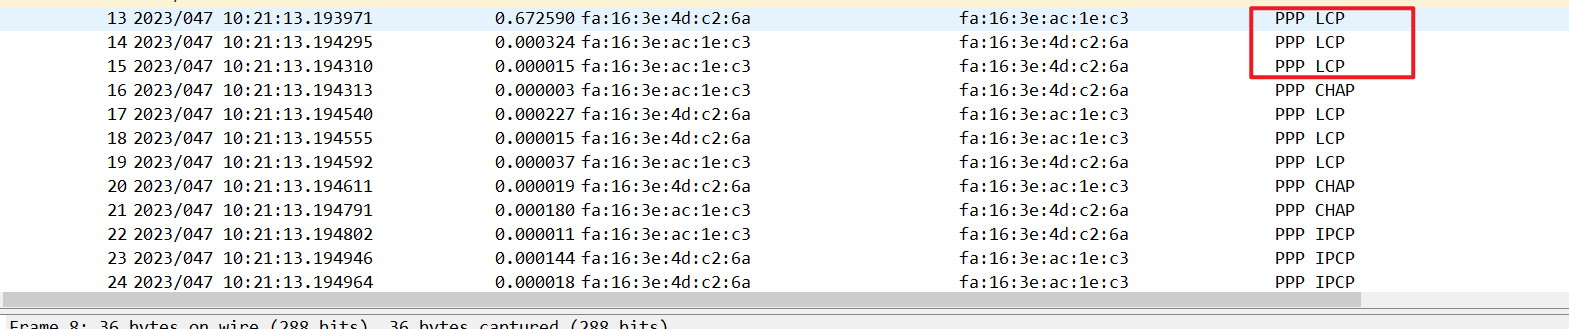 13 2023/047 10:21:13.193971 0.672590 fa:16:3e:4d:c2:6a fa:16:3e:ac:1e:c3 PPP LCP
14 2023/047 10:21:13.194295 0.000324 fa:16:3e:ac:1e:c3 fa:16:3e:4d:c2:6a PPP LCP
15 2023/047 10:21:13.194310 0.000015 fa:16:3e:ac:1e:c3 fa:16:3e:4d:c2:6a PPP LCP
16 2023/047 10:21:13.194313 0.000003 fa:16:3e:ac:1e:c3 fa:16:3e:4d:c2:6a PPP CHAP
17 2023/047 10:21:13.194540 0.000227 fa:16:3e:4d:c2:6a fa:16:3e:ac:1e:c3 PPP LCP
18 2023/047 10:21:13.194555 0.000015 fa:16:3e:ac:1e:c3 fa:16:3e:4d:c2:6a PPP LCP
19 2023/047 10:21:13.194592 0.000037 fa:16:3e:4d:c2:6a fa:16:3e:ac:1e:c3 PPP LCP
20 2023/047 10:21:13.194611 0.000019 fa:16:3e:4d:c2:6a fa:16:3e:ac:1e:c3 PPP CHAP
21 2023/047 10:21:13.194791 0.000180 fa:16:3e:ac:1e:c3 fa:16:3e:4d:c2:6a PPP CHAP
22 2023/047 10:21:13.194802 0.000011 fa:16:3e:ac:1e:c3 fa:16:3e:4d:c2:6a PPP IPCP
23 2023/047 10:21:13.194946 0.000144 fa:16:3e:4d:c2:6a fa:16:3e:ac:1e:c3 PPP IPCP
24 2023/047 10:21:13.194964 0.000018 fa:16:3e:4d:c2:6a fa:16:3e:ac:1e:c3 PPP IPCP
Frame 8: 36 bytes on wire (288 bits), 36 bytes captured (288 bits)